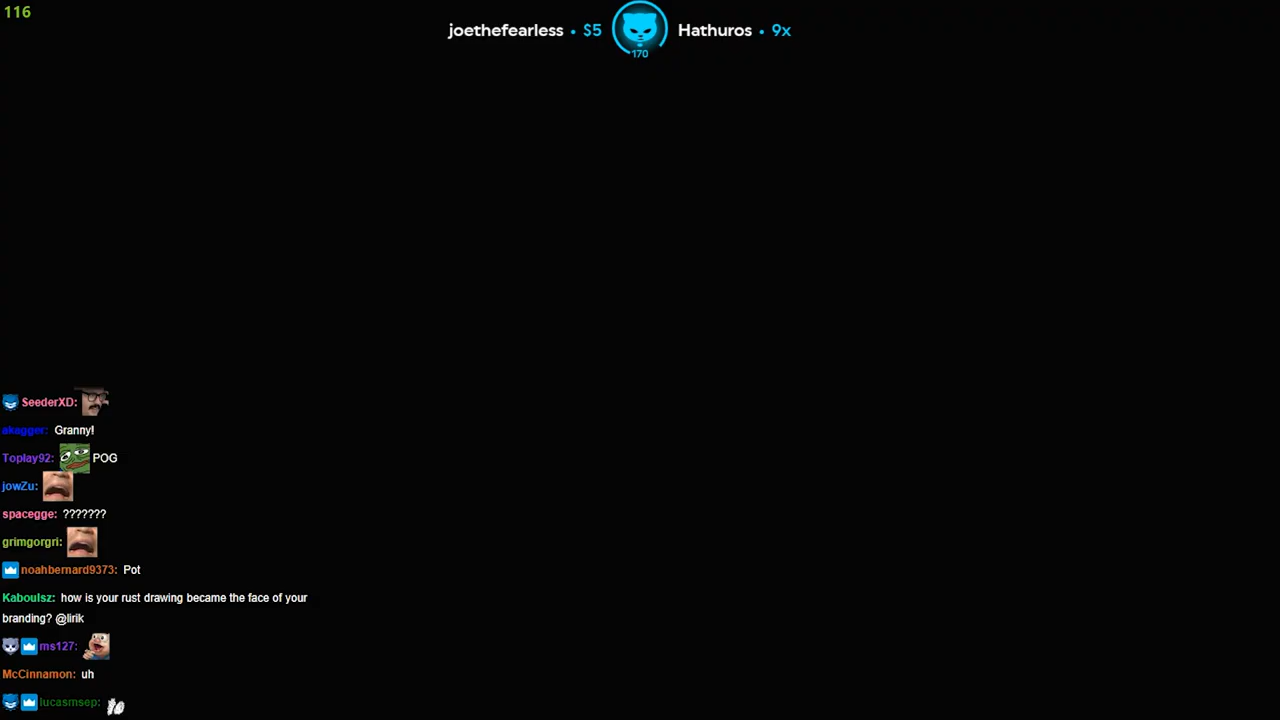 116
joethefearless • $5
170
Hathuros • 9x
SeederXD:
akagger: Granny!
Toplay92: POG
jowZu:
spacegge: ???????
grimgorgri:
noahbernard9373: Pot
Kaboulsz: how is your rust drawing became the face of your
branding? @lirik
ms127:
McCinnamon: uh
lucasmsep: